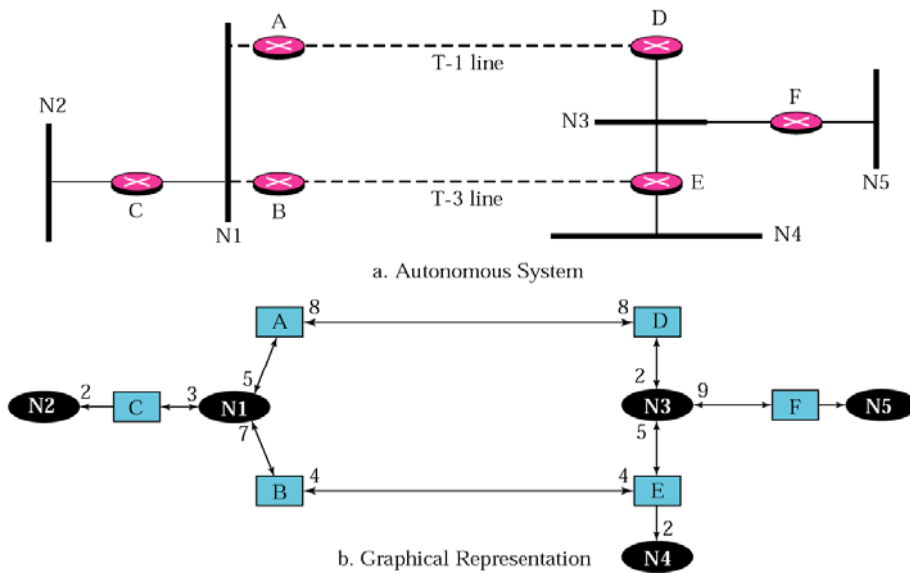 A
D
T-1 line
N2
N3
F
C
B
T-3 line
E
N5
N1
N4
a. Autonomous System
A
8
8
D
5
2
N2
2
C
3
N1
N3
9
F
N5
7
5
B
4
4
E
2
b. Graphical Representation
N4